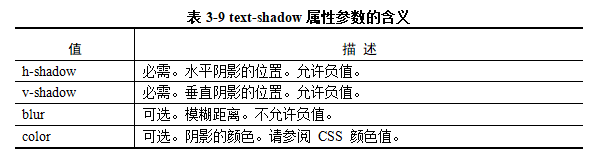 表 3-9 text-shadow 属性参数的含义
值 描 述
h-shadow 必需。水平阴影的位置。允许负值。
v-shadow 必需。垂直阴影的位置。允许负值。
blur 可选。模糊距离。不允许负值。
color 可选。阴影的颜色。请参阅 CSS 颜色值。